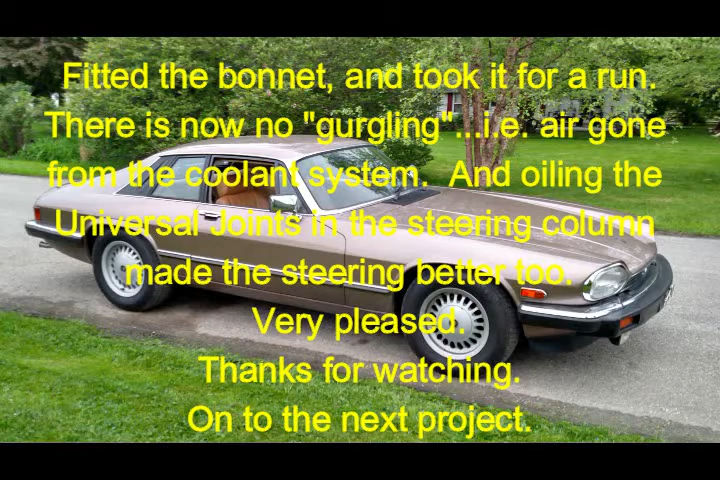 Fitted the bonnet, and took it for a run.
There is now no "gurgling"...i.e. air gone
from the coolant system. And oiling the
Universal Joints in the steering column
made the steering better too.
Very pleased.
Thanks for watching.
On to the next project.